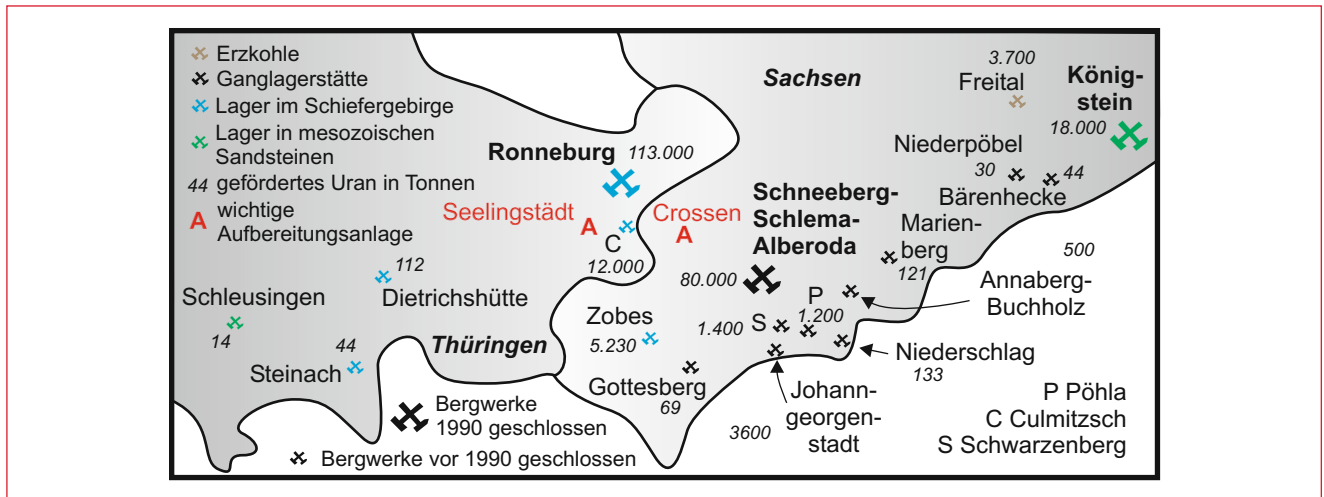 Erzkohle
Ganglagerstätte
Lager im Schiefergebirge
Lager in mesozoischen
Sandsteinen
44 gefördertes Uran in Tonnen
A wichtige
Aufbereitungsanlage
Sachsen
3.700
Freital
König-
stein
18.000
Ronneburg 113.000
Niederpöbel
30
44
Bärenhecke
Seelingstädt
A
Crossen
A
C
12.000
Schneeberg-
Schlema-
Alberoda
80.000
Marien-
berg
121
500
Annaberg-
Buchholz
112
Dietrichshütte
Schleusingen
14
44
Steinach
Thüringen
Zobes
5.230
Gottesberg
69
1.400
S
P
1.200
Niederschlag
133
Johann-
georgen-
stadt
3600
Bergwerke
1990 geschlossen
Bergwerke vor 1990 geschlossen
P Pöhla
C Culmitzsch
S Schwarzenberg